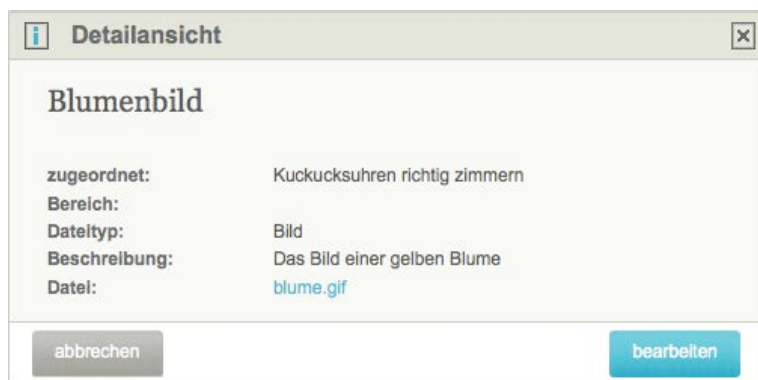 Detailansicht
Blumenbild
zugeordnet: Kuckucksuhren richtig zimmern
Bereich:
Dateityp: Bild
Beschreibung: Das Bild einer gelben Blume
Datei: blume.gif
abbrechen bearbeiten